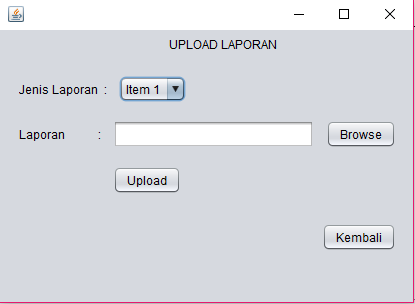 UPLOAD LAPORAN
Jenis Laporan : Item 1
Laporan : Browse
Upload
Kembali